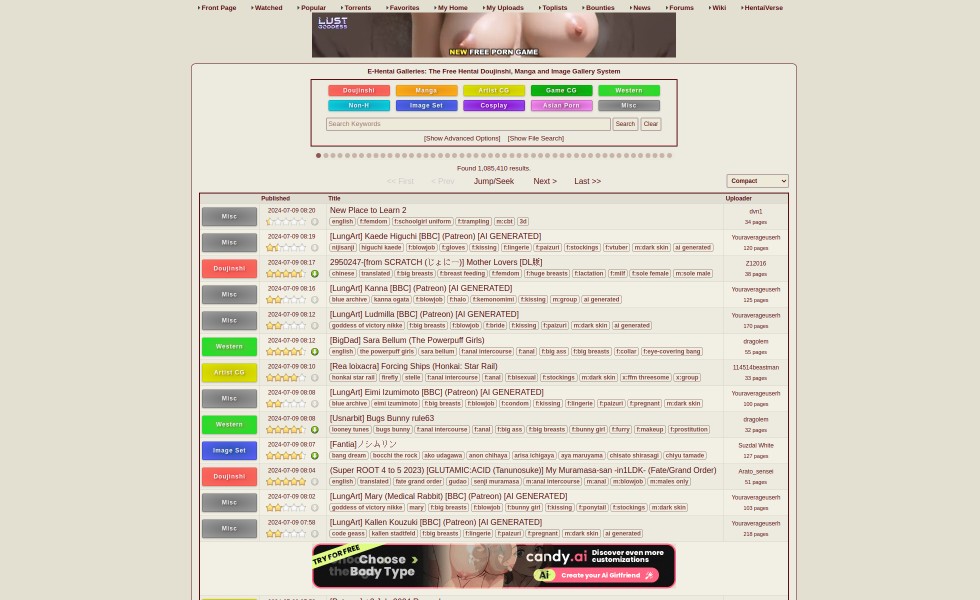 Front Page Watched Popular Torrents Favorites My Home My Uploads Toplists Bounties News Forums Wiki HentaiVerse
LUST GODDESS
NEW FREE PORN GAME
E-Hentai Galleries: The Free Hentai Doujinshi, Manga and Image Gallery System
Doujinshi Manga Artist CG Game CG Western
Non-H Image Set Cosplay Asian Porn Misc
Search Keywords Search Clear
[Show Advanced Options] [Show File Search]
Found 1,085,410 results.
<< First < Prev Jump/Seek Next > Last >> Compact
Published Title Uploader
Misc 2024-07-09 08:20 New Place to Learn 2 dvn1
english f:femdom f:schoolgirl uniform f:trampling m:cbt 3d 34 pages
Misc 2024-07-09 08:19 [LungArt] Kaede Higuchi [BBC] (Patreon) [AI GENERATED] Youraverageuserh
nijisanji higuchi kaede f:blowjob f:gloves f:kissing f:lingerie f:paizuri f:stockings f:vtuber m:dark skin ai generated 120 pages
Doujinshi 2024-07-09 08:17 2950247-[from SCRATCH (じょにー)] Mother Lovers [DL版] Z12016
chinese translated f:big breasts f:breast feeding f:femdom f:huge breasts f:lactation f:milf f:sole female m:sole male 36 pages
Misc 2024-07-09 08:16 [LungArt] Kanna [BBC] (Patreon) [AI GENERATED] Youraverageuserh
blue archive kanna ogata f:blowjob f:halo f:kemonomimi f:kissing m:group ai generated 125 pages
Misc 2024-07-09 08:12 [LungArt] Ludmilla [BBC] (Patreon) [AI GENERATED] Youraverageuserh
goddess of victory nikke f:big breasts f:blowjob f:bride f:kissing f:paizuri m:dark skin ai generated 170 pages
Western 2024-07-09 08:12 [BigDad] Sara Bellum (The Powerpuff Girls) dragolem
english the powerpuff girls sara bellum f:anal intercourse f:anal f:big ass f:big breasts f:collar f:eye-covering bang 55 pages
Artist CG 2024-07-09 08:10 [Rea loixacra] Forcing Ships (Honkai: Star Rail) 114514beastman
honkai star rail firefly stelle f:anal intercourse f:anal f:bisexual f:stockings m:dark skin x:ffm threesome x:group 33 pages
Misc 2024-07-09 08:08 [LungArt] Eimi Izumimoto [BBC] (Patreon) [AI GENERATED] Youraverageuserh
blue archive eimi izumimoto f:big breasts f:blowjob f:condom f:kissing f:lingerie f:paizuri f:pregnant m:dark skin 100 pages
Western 2024-07-09 08:08 [Usnarbit] Bugs Bunny rule63 dragolem
looney tunes bugs bunny f:anal intercourse f:anal f:big ass f:big breasts f:bunny girl f:furry f:makeup f:prostitution 32 pages
Image Set 2024-07-09 08:07 [Fantia]ノシムリン Suzdal White
bang dream bocchi the rock ako udagawa anon chihaya arisa ichigaya aya maruyama chisato shirasagi chiyu tamade 127 pages
Doujinshi 2024-07-09 08:04 (Super ROOT 4 to 5 2023) [GLUTAMIC:ACID (Tanunosuke)] My Muramasa-san -in1LDK- (Fate/Grand Order) Arato_sensei
english translated fate grand order gudao senji muramasa m:anal intercourse m:anal m:blowjob m:males only 51 pages
Misc 2024-07-09 08:02 [LungArt] Mary (Medical Rabbit) [BBC] (Patreon) [AI GENERATED] Youraverageuserh
goddess of victory nikke mary f:big breasts f:blowjob f:bunny girl f:kissing f:ponytail f:stockings m:dark skin 103 pages
Misc 2024-07-09 07:58 [LungArt] Kallen Kouzuki [BBC] (Patreon) [AI GENERATED] Youraverageuserh
code geass kallen stadtfeld f:big breasts f:lingerie f:paizuri f:pregnant m:dark skin ai generated 218 pages
TRY FOR FREE Choose > Body Type candy.ai Discover even more customizations
Ai Create your AI Girlfriend